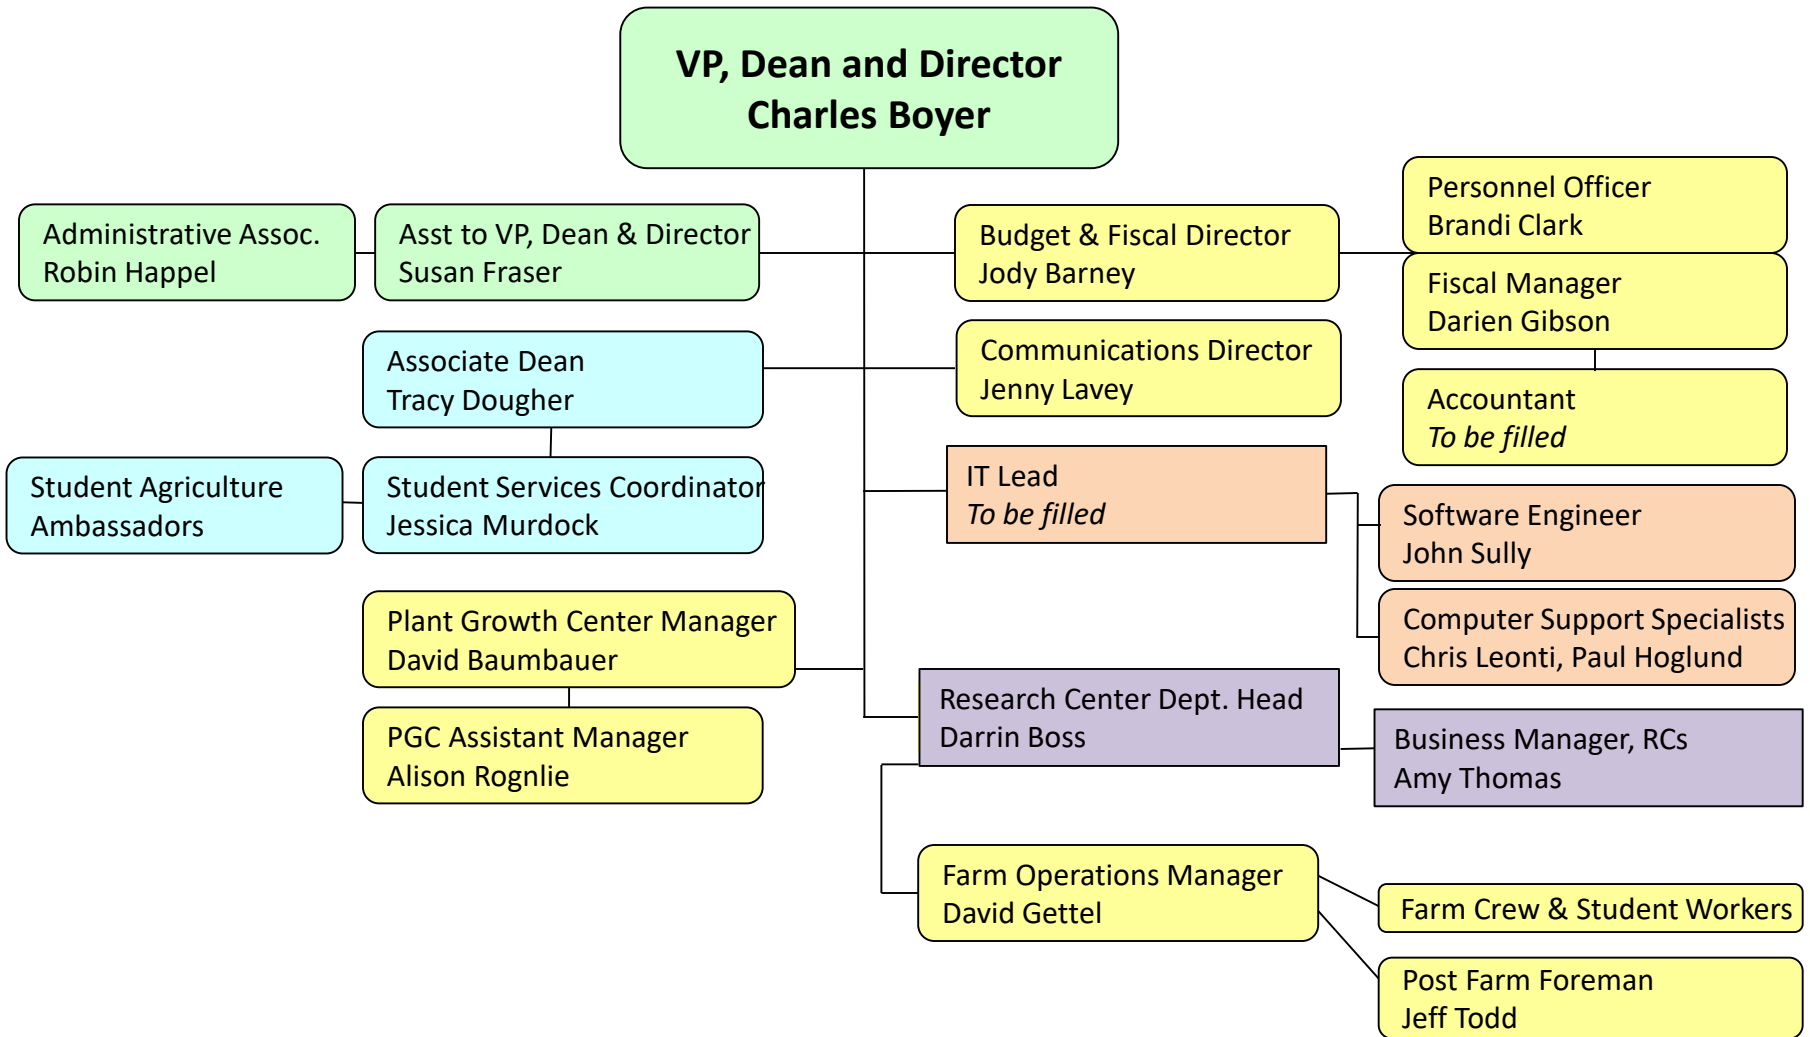 VP, Dean and Director
Charles Boyer
Administrative Assoc.
Robin Happel
Asst to VP, Dean & Director
Susan Fraser
Budget & Fiscal Director
Jody Barney
Personnel Officer
Brandi Clark
Fiscal Manager
Darien Gibson
Associate Dean
Tracy Dougher
Communications Director
Jenny Lavey
Accountant
To be filled
Student Agriculture
Ambassadors
Student Services Coordinator
Jessica Murdock
IT Lead
To be filled
Software Engineer
John Sully
Plant Growth Center Manager
David Baumbauer
Computer Support Specialists
Chris Leonti, Paul Hoglund
PGC Assistant Manager
Alison Rognlie
Research Center Dept. Head
Darrin Boss
Business Manager, RCs
Amy Thomas
Farm Operations Manager
David Gettel
Farm Crew & Student Workers
Post Farm Foreman
Jeff Todd